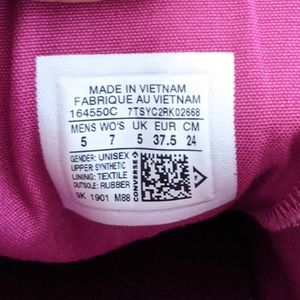 MADE IN VIETNAM
FABRIQUE AU VIETNAM
164550C 7TSYC2RK02668
MENS WO'S UK EUR CM
5 7 5 37.5 24
GENDER: UNISEX
UPPER: SYNTHETIC
LINING: TEXTILE
OUTSOLE: RUBBER
9K 1901 M88
CONVERSE